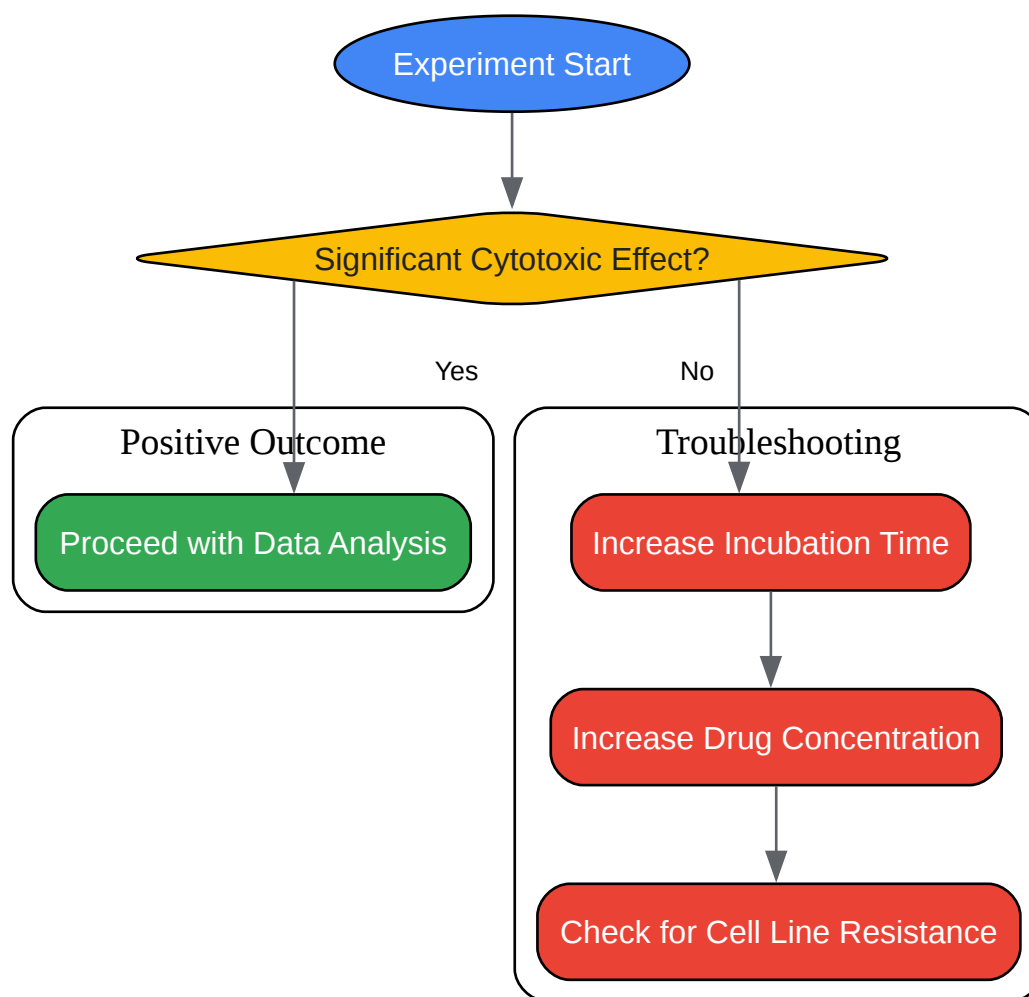 Experiment Start
Significant Cytotoxic Effect?
Yes
No
Positive Outcome
Proceed with Data Analysis
Troubleshooting
Increase Incubation Time
Increase Drug Concentration
Check for Cell Line Resistance